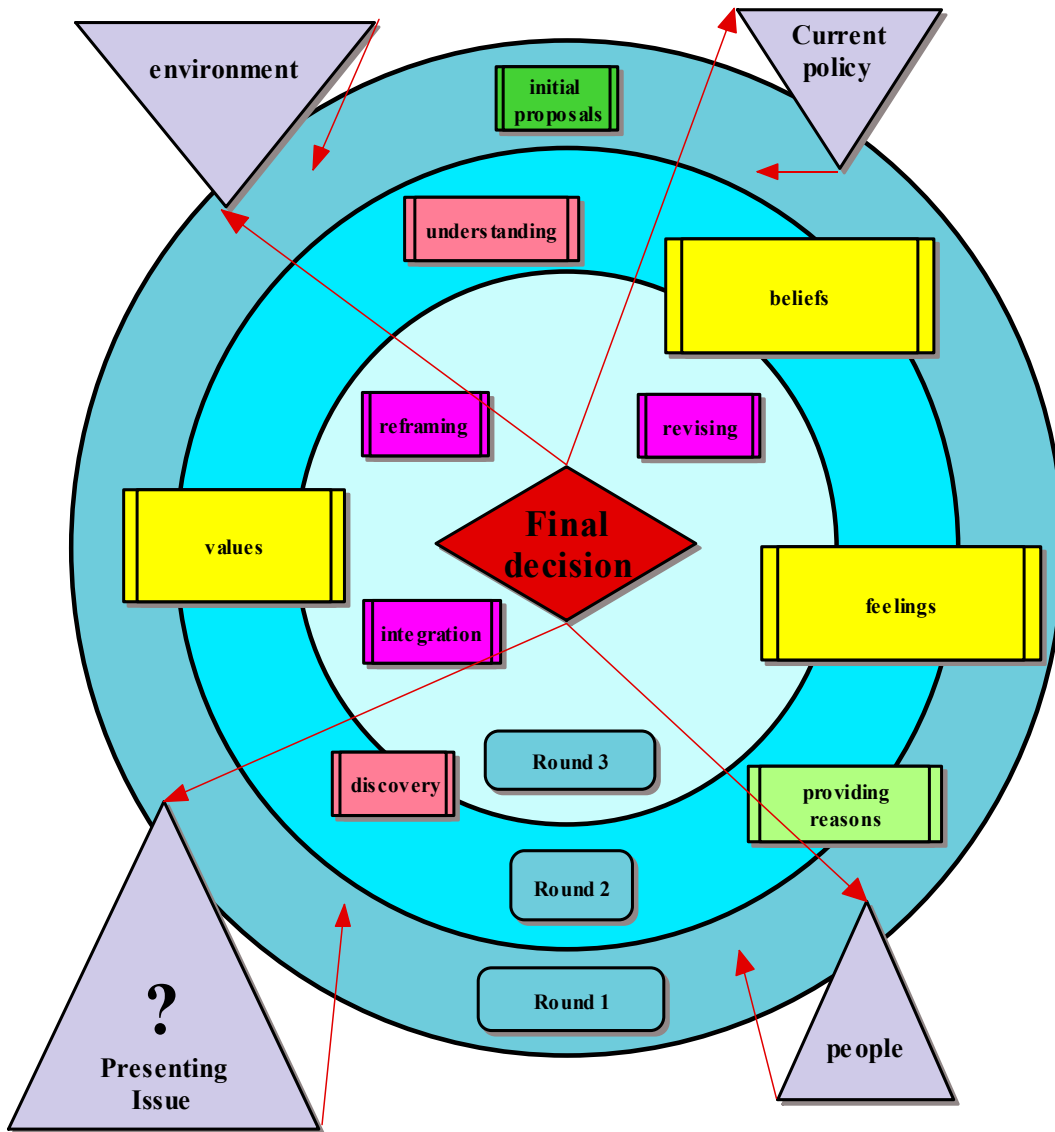 environment
Current
policy
initial
proposals
understanding
beliefs
reframing
revising
Final
decision
values
feelings
integration
Round 3
discovery
providing
reasons
Round 2
Round 1
?
Presenting
Issue
people